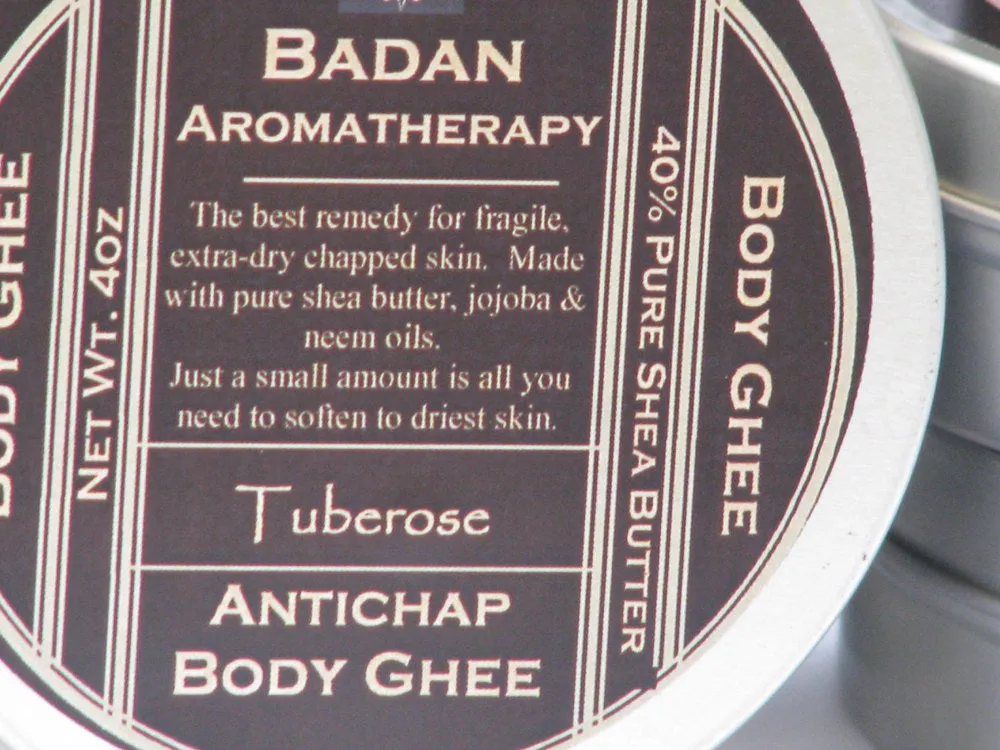 BADAN
AROMATHERAPY
The best remedy for fragile,
extra-dry chapped skin. Made
with pure shea butter, jojoba &
neem oils.
Just a small amount is all you
need to soften to driest skin.
Tuberose
ANTICHAP
BODY GHEE
NET WT. 4OZ
BODY GHEE
40% PURE SHEA BUTTER
BODY GHEE